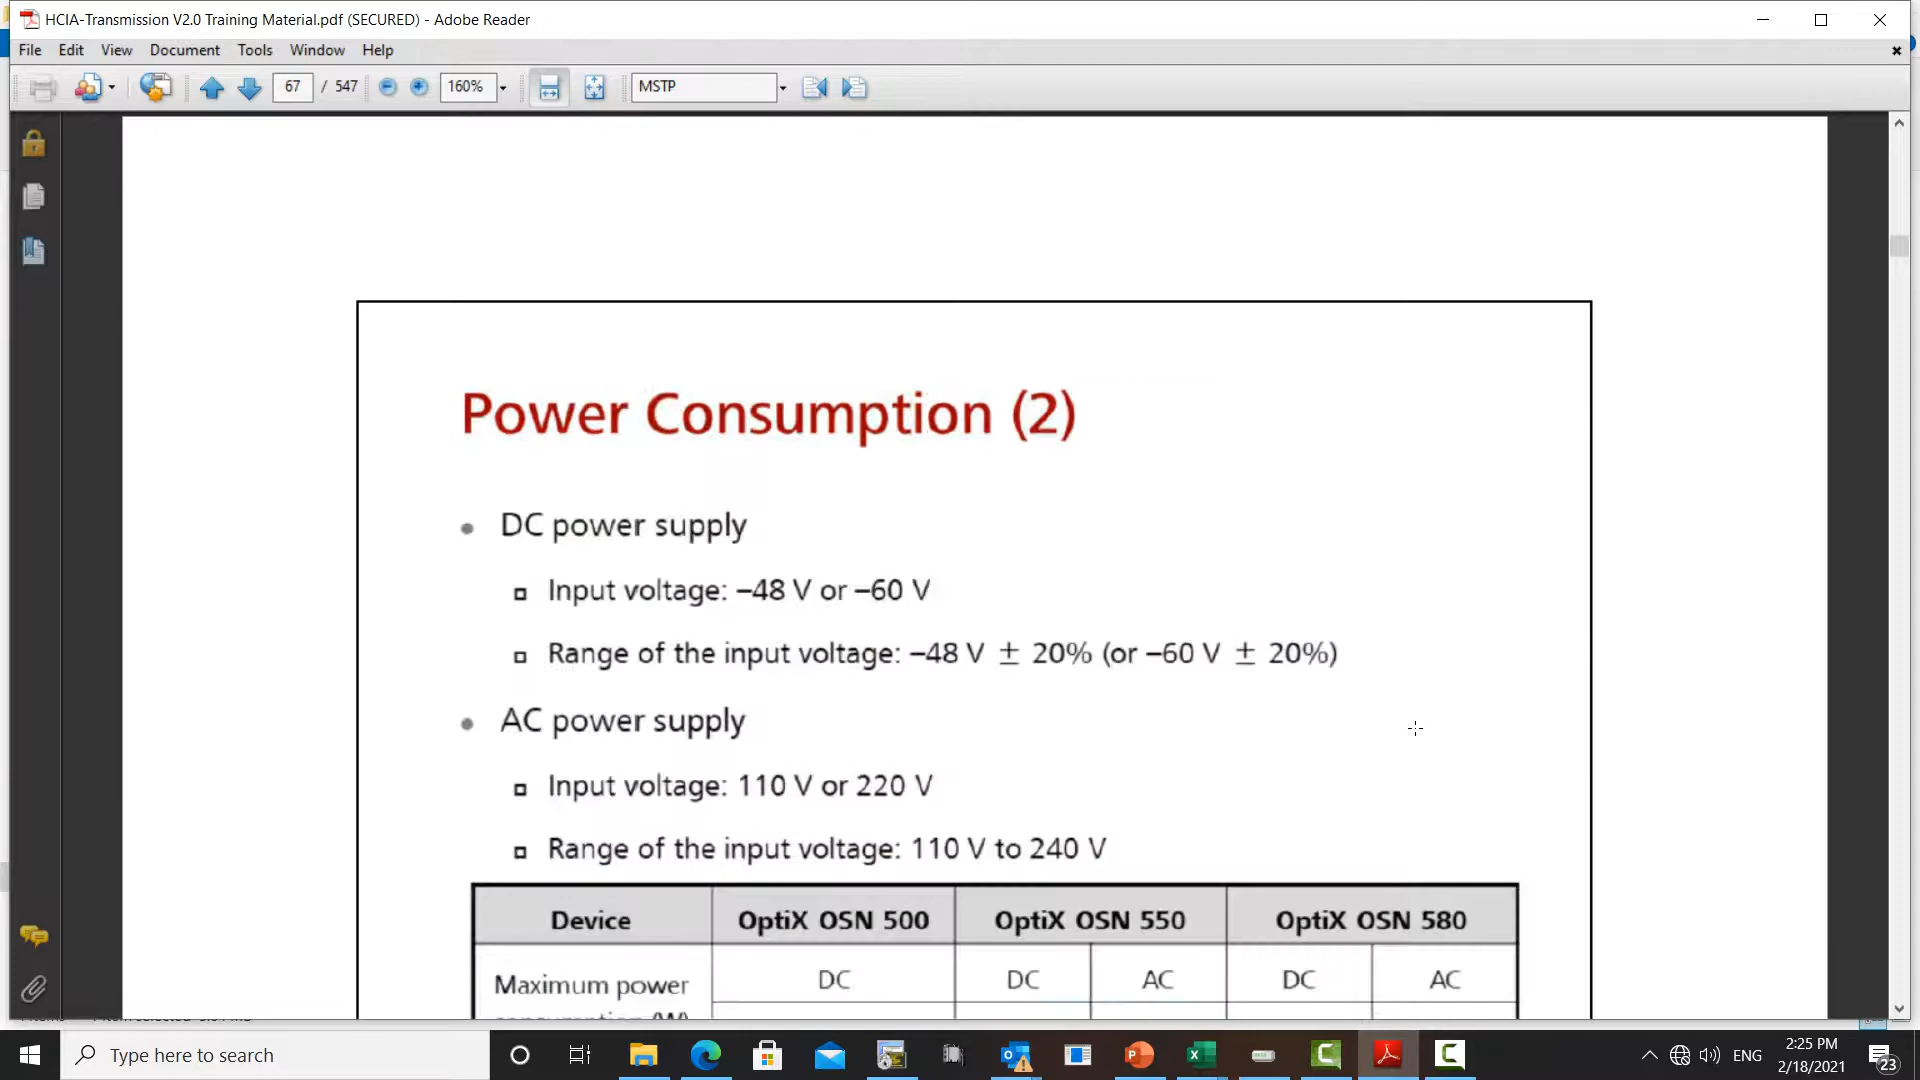 HCIA-Transmission V2.0 Training Material.pdf (SECURED) - Adobe Reader
File Edit View Document Tools Window Help
67 / 547 160% MSTP
Power Consumption (2)
DC power supply
Input voltage: –48 V or –60 V
Range of the input voltage: –48 V ± 20% (or –60 V ± 20%)
AC power supply
Input voltage: 110 V or 220 V
Range of the input voltage: 110 V to 240 V
Device OptiX OSN 500 OptiX OSN 550 OptiX OSN 580
Maximum power DC DC AC DC AC
Type here to search
ENG
2:25 PM
2/18/2021
23